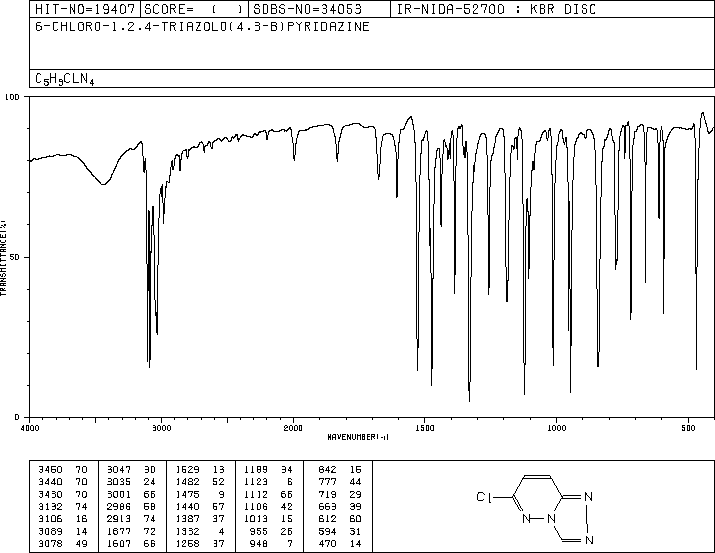 HIT-NO=19407 SCORE= ( ) SDBS-NO=34053 IR-NIDA-52700 : KBR DISC
6-CHLORO-1,2,4-TRIAZOLO(4,3-B)PYRIDAZINE
C5H3CLN4
100
50
0
TRANSMITTANCE(%)
4000 3000 2000 1500 1000 500
WAVENUMBER(-1)
3460 70 3047 30 1529 13 1189 34 842 15
3440 70 3035 24 1482 52 1123 6 777 44
3430 70 3001 66 1475 9 1112 66 719 29
3132 74 2986 68 1440 57 1106 42 663 39
3106 16 2913 74 1387 37 1013 15 612 60
3089 14 1677 72 1332 4 955 26 594 31
3078 49 1607 66 1258 37 948 7 470 14
Cl
N
N
N
N